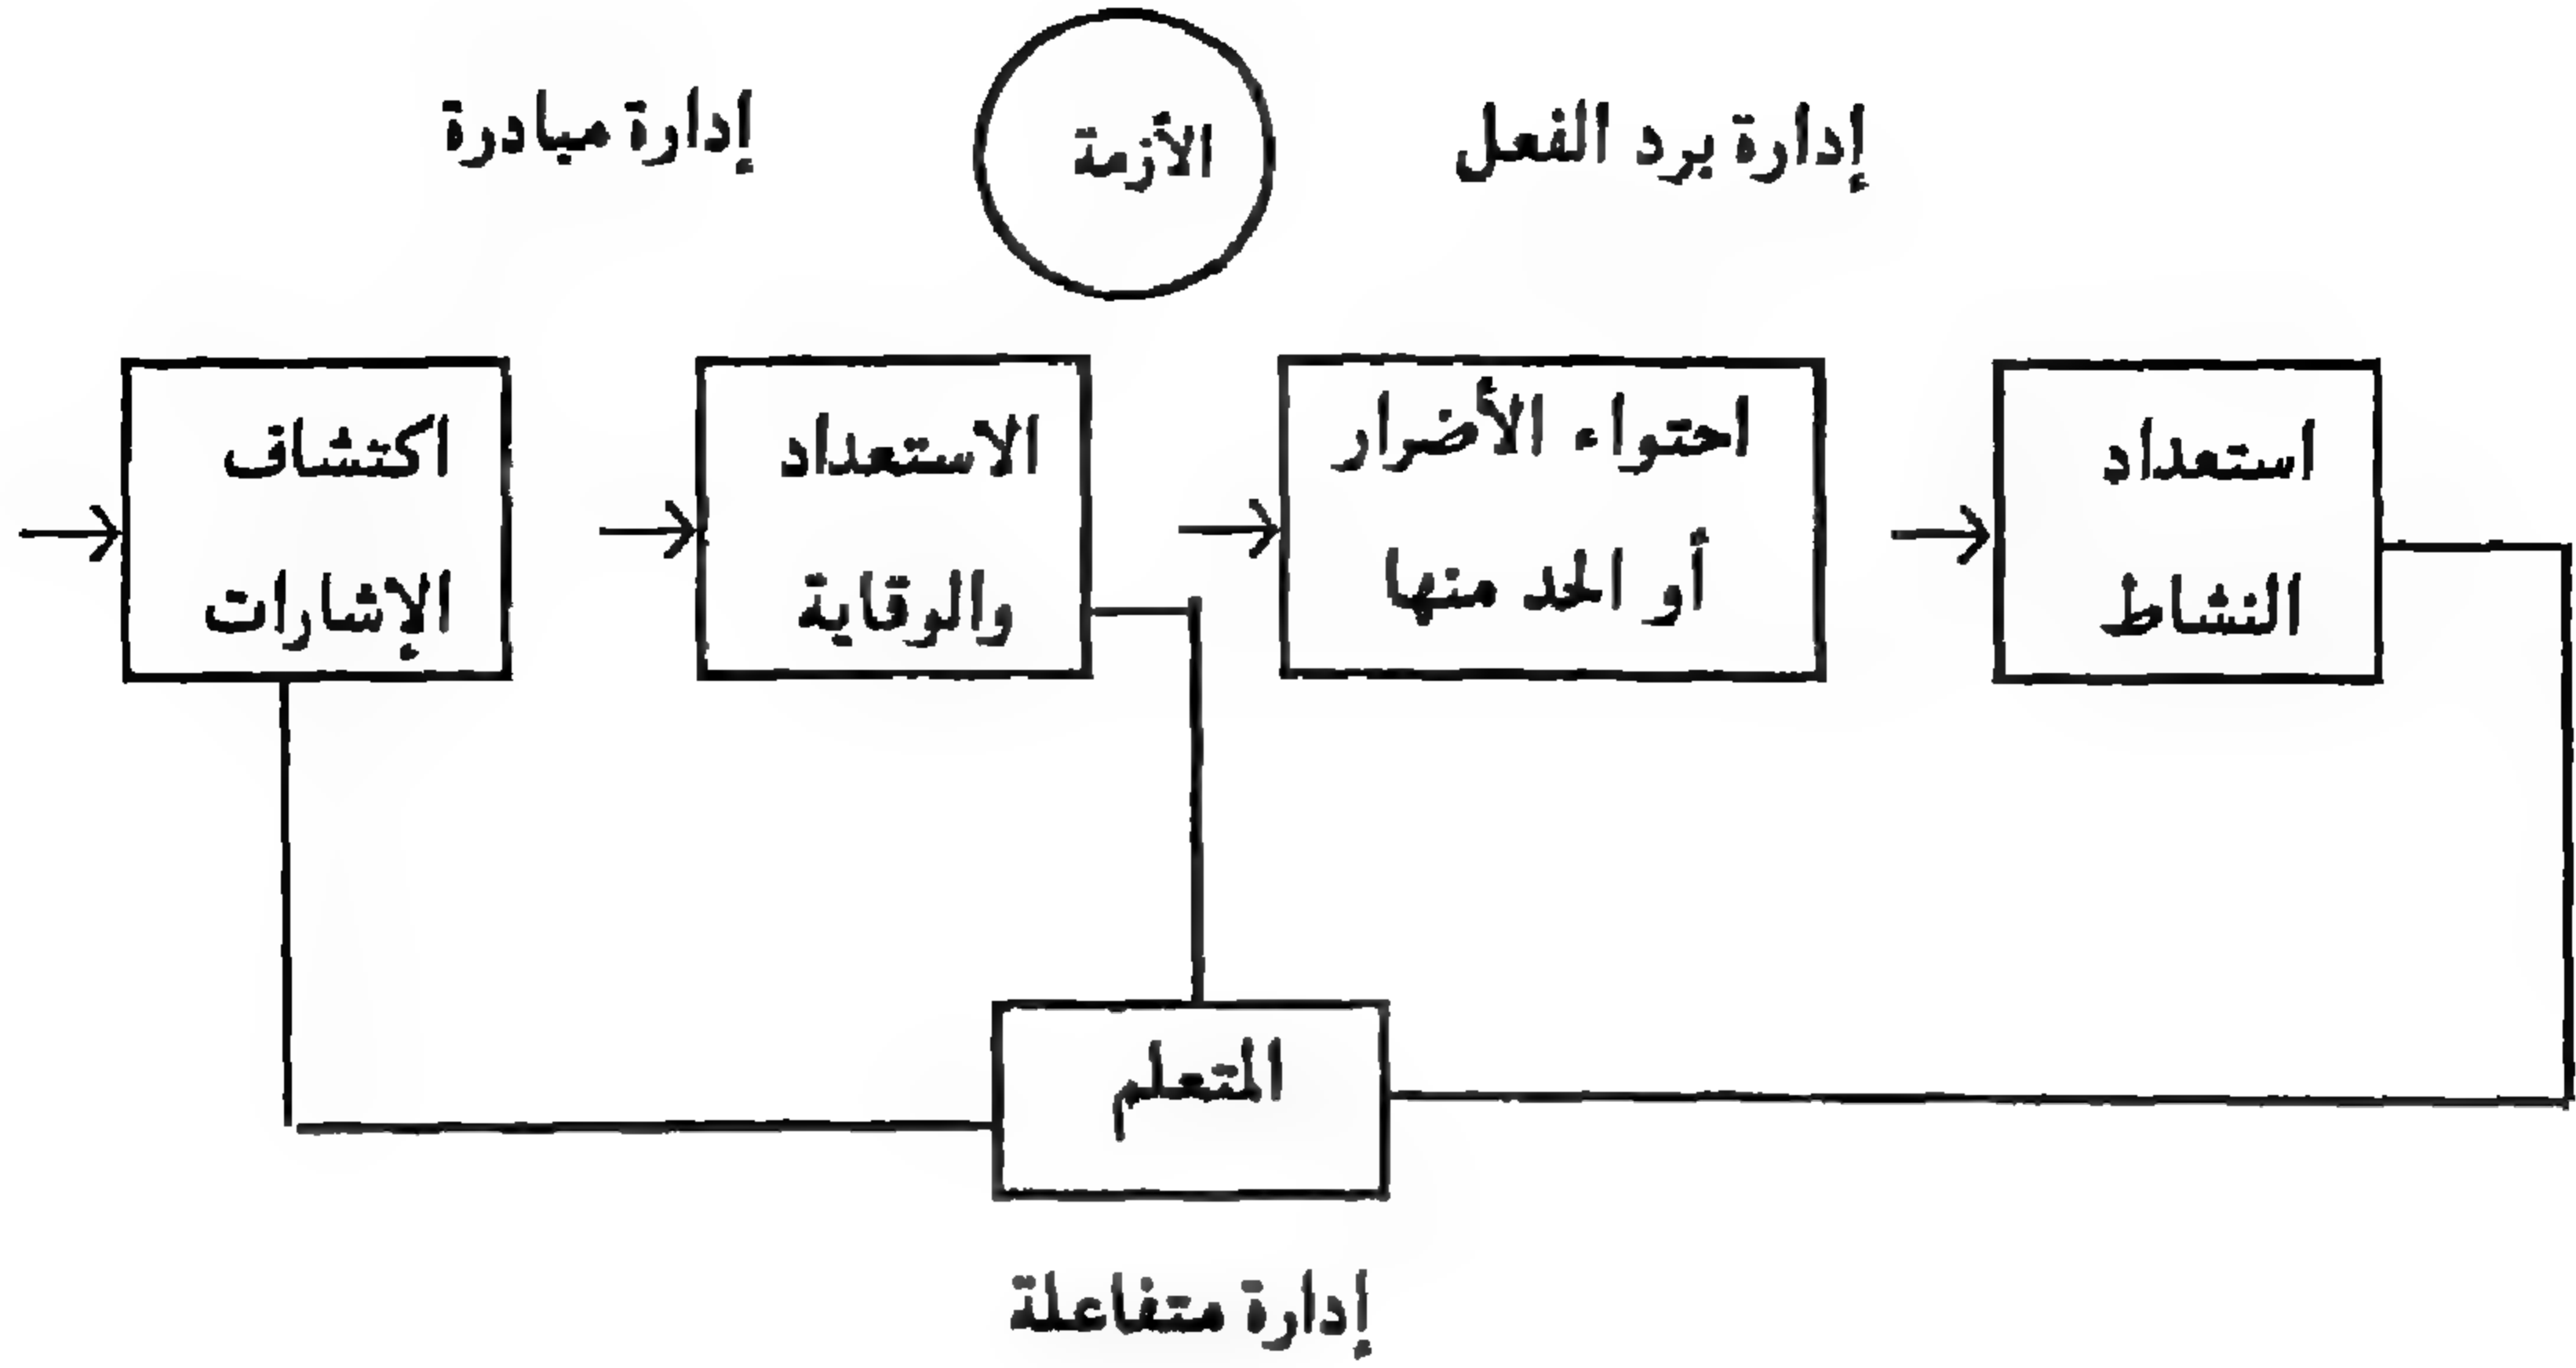 إدارة مبادرة
الأزمة
إدارة برد الفعل
اكتشاف
الإشارات
الاستعداد
والوقاية
احتواء الأضرار
أو الحد منها
استعداد
النشاط
المتعلم
إدارة متفاعلة